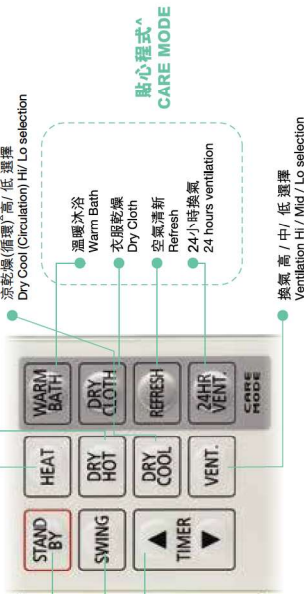 涼乾燥(循環)^高/ 低 選擇
Dry Cool (Circulation) Hi/ Lo selection
貼心程式^
CARE MODE
溫暖沐浴
Warm Bath
衣服乾燥
Dry Cloth
空氣清新
Refresh
24小時換氣
24 hours ventilation
換氣 高 / 中/ 低 選擇
Ventilation Hi / Mid / Lo selection
STAND BY
HEAT
WARM BATH
SWING
DRY HOT
DRY CLOTH
TIMER
DRY COOL
REFRESH
VENT.
24HR VENT.
CARE MODE